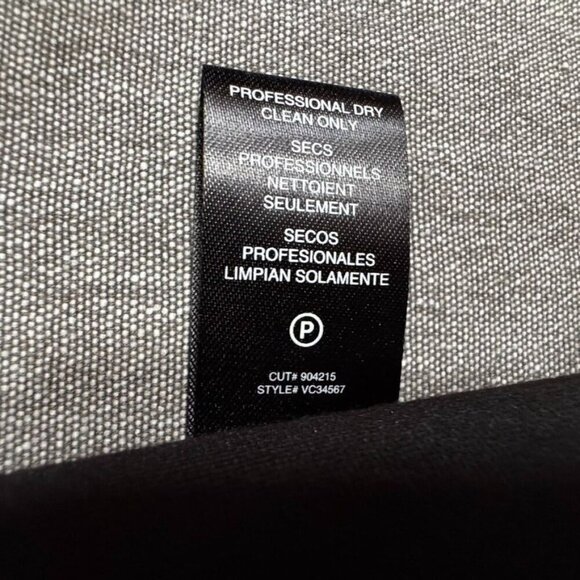 PROFESSIONAL DRY
CLEAN ONLY
SECS
PROFESSIONNELS
NETTOIENT
SEULEMENT
SECOS
PROFESIONALES
LIMPIAN SOLAMENTE
P
CUT# 904215
STYLE# VC34567